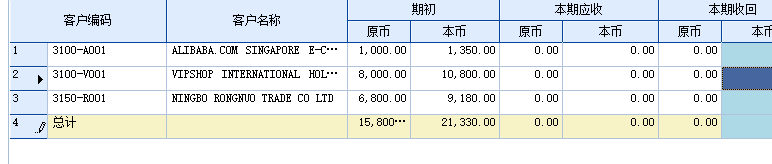 客户编码 客户名称 期初 本期应收 本期收回
原币 本币 原币 本币 原币 本币
1 3100-A001 ALIBABA.COM SINGAPORE E-C… 1,000.00 1,350.00 0.00 0.00 0.00
2 3100-V001 VIPSHOP INTERNATIONAL HOL… 8,000.00 10,800.00 0.00 0.00 0.00
3 3150-R001 NINGBO RONGNUO TRADE CO LTD 6,800.00 9,180.00 0.00 0.00 0.00
4 总计 15,800… 21,330.00 0.00 0.00 0.00